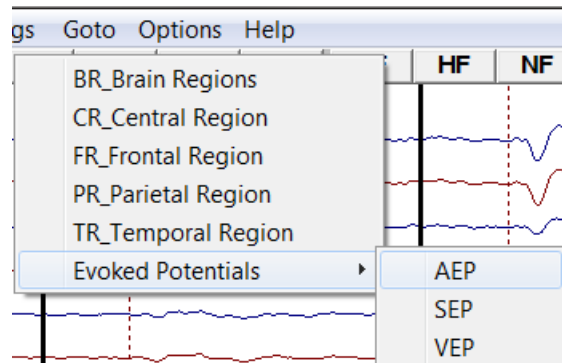 gs Goto Options Help
HF NF
BR_Brain Regions
CR_Central Region
FR_Frontal Region
PR_Parietal Region
TR_Temporal Region
Evoked Potentials
AEP
SEP
VEP